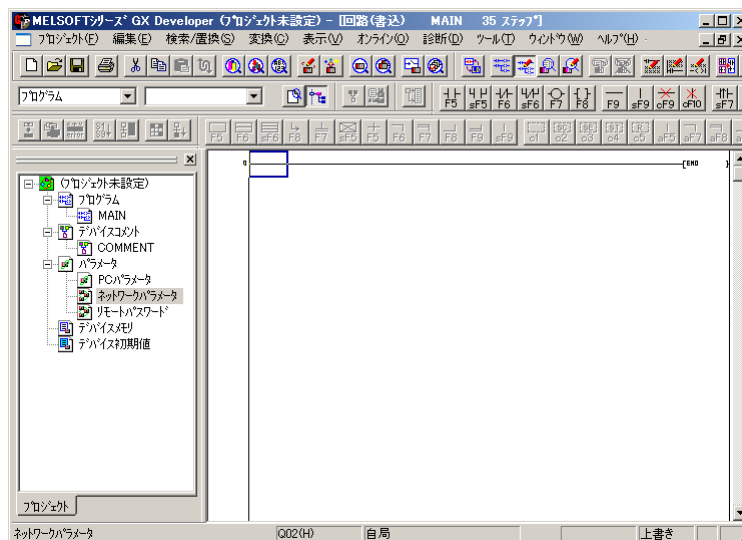 MELSOFTシリーズ GX Developer (プロジェクト未設定) - [回路(書込) MAIN 35 ステップ]
プロジェクト(F) 編集(E) 検索/置換(S) 変換(C) 表示(V) オンライン(O) 診断(D) ツール(T) ウィンドウ(W) ヘルプ(H)
プログラム
F5 sF5 F6 sF6 F7 F8 F9 sF9 cF9 cF10 sF7
F5 F6 sF6 F8 F7 sF5 F5 F6 F7 F8 F9 sF9 c1 c2 c3 c4 c5 aF5 aF7 aF8
0 END
(プロジェクト未設定)
プログラム
MAIN
デバイスコメント
COMMENT
パラメータ
PCパラメータ
ネットワークパラメータ
リモートパスワード
デバイスメモリ
デバイス初期値
プロジェクト
ネットワークパラメータ Q02(H) 自局 上書き